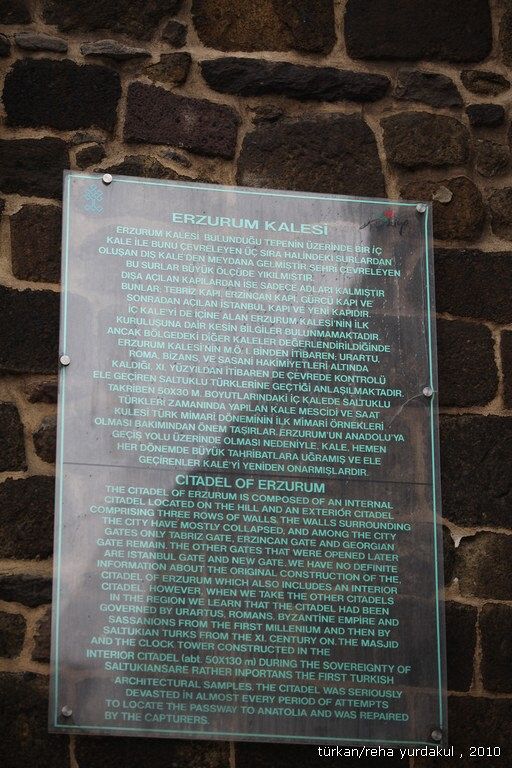 Türkiye
ERZURUM KALESİ
ERZURUM KALESİ BULUNDUĞU TEPENİN ÜZERİNDE BİR İÇ
KALE İLE BUNU ÇEVRELEYEN ÜÇ SIRA HALİNDEKİ SURLARDAN
OLUŞAN DIŞ KALE'DEN MEYDANA GELMİŞTİR. ŞEHRİ ÇEVRELEYEN
BU SURLAR BÜYÜK ÖLÇÜDE YIKILMIŞTIR.
DIŞA AÇILAN KAPILARDAN İSE SADECE ADLARI KALMIŞTIR
BUNLAR; TEBRİZ KAPI, ERZİNCAN KAPI, GÜRCÜ KAPI VE
SONRADAN AÇILAN İSTANBUL KAPI VE YENİ KAPIDIR.
İÇ KALE'Yİ DE İÇİNE ALAN ERZURUM KALESİ'NİN İLK
KURULUŞUNA DAİR KESİN BİLGİLER BULUNMAMAKTADIR.
ANCAK BÖLGEDEKİ DİĞER KALELER DEĞERLENDİRİLDİĞİNDE
ERZURUM KALESİ'NİN M.Ö. I. BİNDEN İTİBAREN; URARTU,
ROMA, BİZANS, VE SASANİ HAKİMİYETLERİ ALTINDA
KALDIĞI, XI. YÜZYILDAN İTİBAREN DE ÇEVREDE KONTROLÜ
ELE GEÇİREN SALTUKLU TÜRKLERİNE GEÇTİĞİ ANLAŞILMAKTADIR.
TAKRİBEN 50X30 M. BOYUTLARINDAKİ İÇ KALEDE SALTUKLU
TÜRKLERİ ZAMANINDA YAPILAN KALE MESCİDİ VE SAAT
KULESİ TÜRK MİMARİ DÖNEMİNİN İLK MİMARİ ÖRNEKLERİ
OLMASI BAKIMINDAN ÖNEM TAŞIRLAR. ERZURUM'UN ANADOLU'YA
GEÇİŞ YOLU ÜZERİNDE OLMASI NEDENİYLE, KALE, HEMEN
HER DÖNEMDE BÜYÜK TAHRİBATLARA UĞRAMIŞ VE ELE
GEÇİRENLER KALE'Yİ YENİDEN ONARMIŞLARDIR.
CITADEL OF ERZURUM
THE CITADEL OF ERZURUM IS COMPOSED OF AN INTERNAL
CITADEL LOCATED ON THE HILL AND AN EXTERIOR CITADEL
COMPRISING THREE ROWS OF WALLS. THE WALLS SURROUNDING
THE CITY HAVE MOSTLY COLLAPSED, AND AMONG THE CITY
GATES ONLY TABRIZ GATE, ERZINCAN GATE AND GEORGIAN
GATE REMAIN. THE OTHER GATES THAT WERE OPENED LATER
ARE ISTANBUL GATE AND NEW GATE. WE HAVE NO DEFINITE
INFORMATION ABOUT THE ORIGINAL CONSTRUCTION OF THE,
CITADEL OF ERZURUM WHICH ALSO INCLUDES AN INTERIOR
CITADEL. HOWEVER, WHEN WE TAKE THE OTHER CITADELS
IN THE REGION WE LEARN THAT THE CITADEL HAD BEEN
GOVERNED BY URARTUS, ROMANS, BYZANTINE EMPIRE AND
SASSANIONS FROM THE FIRST MILLENIUM AND THEN BY
SALTUKIAN TURKS FROM THE XI. CENTURY ON. THE MASJID
AND THE CLOCK TOWER CONSTRUCTED IN THE
INTERIOR CITADEL (abt. 50X130 m) DURING THE SOVEREIGNTY OF
SALTUKIANSARE RATHER INPORTANS THE FIRST TURKISH
ARCHITECTURAL SAMPLES. THE CITADEL WAS SERIOUSLY
DEVASTED IN ALMOST EVERY PERIOD OF ATTEMPTS
TO LOCATE THE PASSWAY TO ANATOLIA AND WAS REPAIRED
BY THE CAPTURERS.
türkan/reha yurdakul , 2010